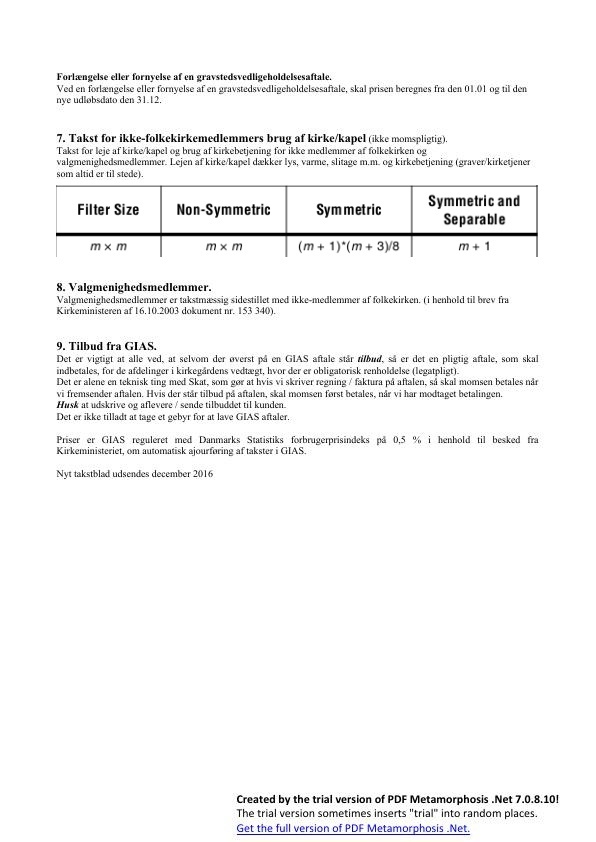 Forlængelse eller fornyelse af en gravstedsvedligeholdelsesaftale.
Ved en forlængelse eller fornyelse af en gravstedsvedligeholdelsesaftale, skal prisen beregnes fra den 01.01 og til den
nye udløbsdato den 31.12.
7. Takst for ikke-folkekirkemedlemmers brug af kirke/kapel (ikke momspligtig).
Takst for leje af kirke/kapel og brug af kirkebetjening for ikke medlemmer af folkekirken og
valgmenighedsmedlemmer. Lejen af kirke/kapel dækker lys, varme, slitage m.m. og kirkebetjening (graver/kirketjener
som altid er til stede).
Filter Size Non-Symmetric Symmetric Symmetric and
Separable
m × m m × m (m + 1)*(m + 3)/8 m + 1
8. Valgmenighedsmedlemmer.
Valgmenighedsmedlemmer er takstmæssig sidestillet med ikke-medlemmer af folkekirken. (i henhold til brev fra
Kirkeministeren af 16.10.2003 dokument nr. 153 340).
9. Tilbud fra GIAS.
Det er vigtigt at alle ved, at selvom der øverst på en GIAS aftale står tilbud, så er det en pligtig aftale, som skal
indbetales, for de afdelinger i kirkegårdens vedtægt, hvor der er obligatorisk renholdelse (legatpligt).
Det er alene en teknisk ting med Skat, som gør at hvis vi skriver regning / faktura på aftalen, så skal momsen betales når
vi fremsender aftalen. Hvis der står tilbud på aftalen, skal momsen først betales, når vi har modtaget betalingen.
Husk at udskrive og aflevere / sende tilbuddet til kunden.
Det er ikke tilladt at tage et gebyr for at lave GIAS aftaler.
Priser er GIAS reguleret med Danmarks Statistiks forbrugerprisindeks på 0,5 % i henhold til besked fra
Kirkeministeriet, om automatisk ajourføring af takster i GIAS.
Nyt takstblad udsendes december 2016
Created by the trial version of PDF Metamorphosis .Net 7.0.8.10!
The trial version sometimes inserts "trial" into random places.
Get the full version of PDF Metamorphosis .Net.